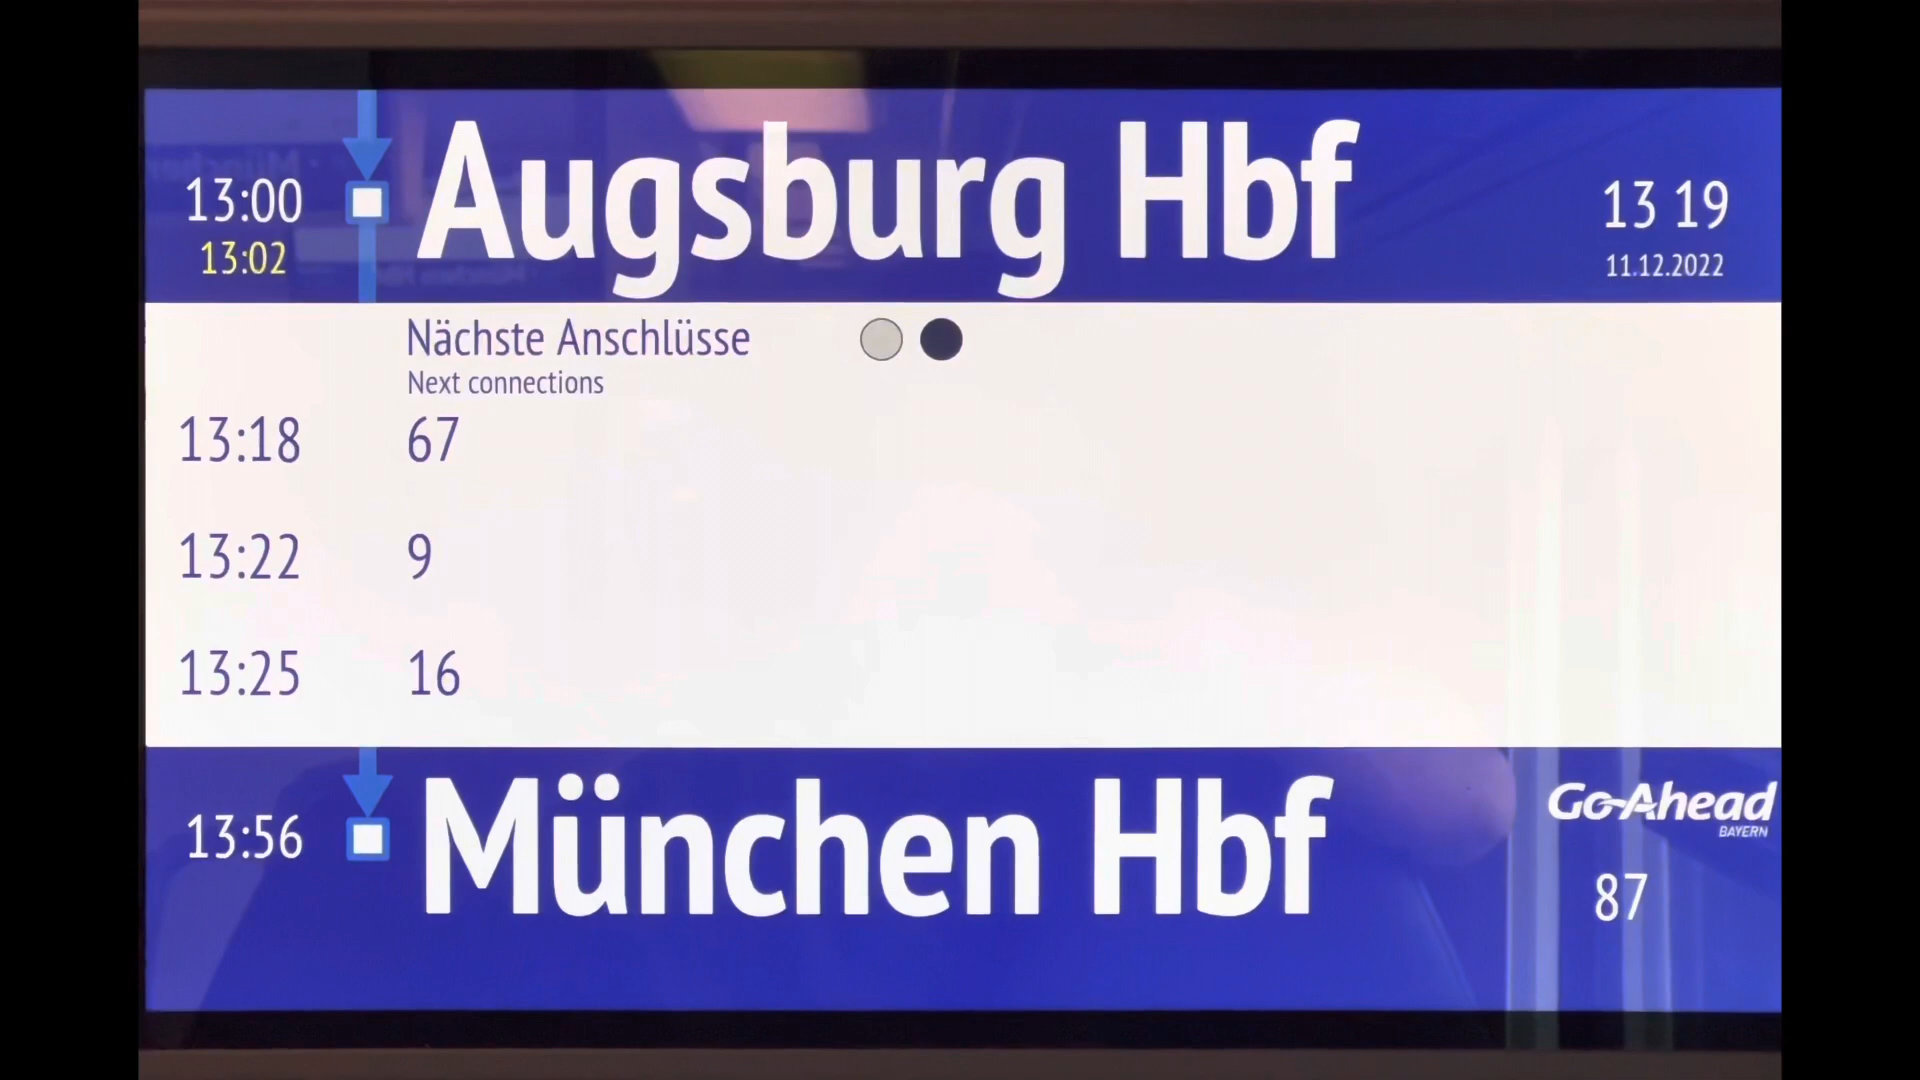 13:00 Augsburg Hbf 13 19
13:02 11.12.2022
Nächste Anschlüsse
Next connections
13:18 67
13:22 9
13:25 16
13:56 München Hbf
Go-Ahead
BAYERN
87